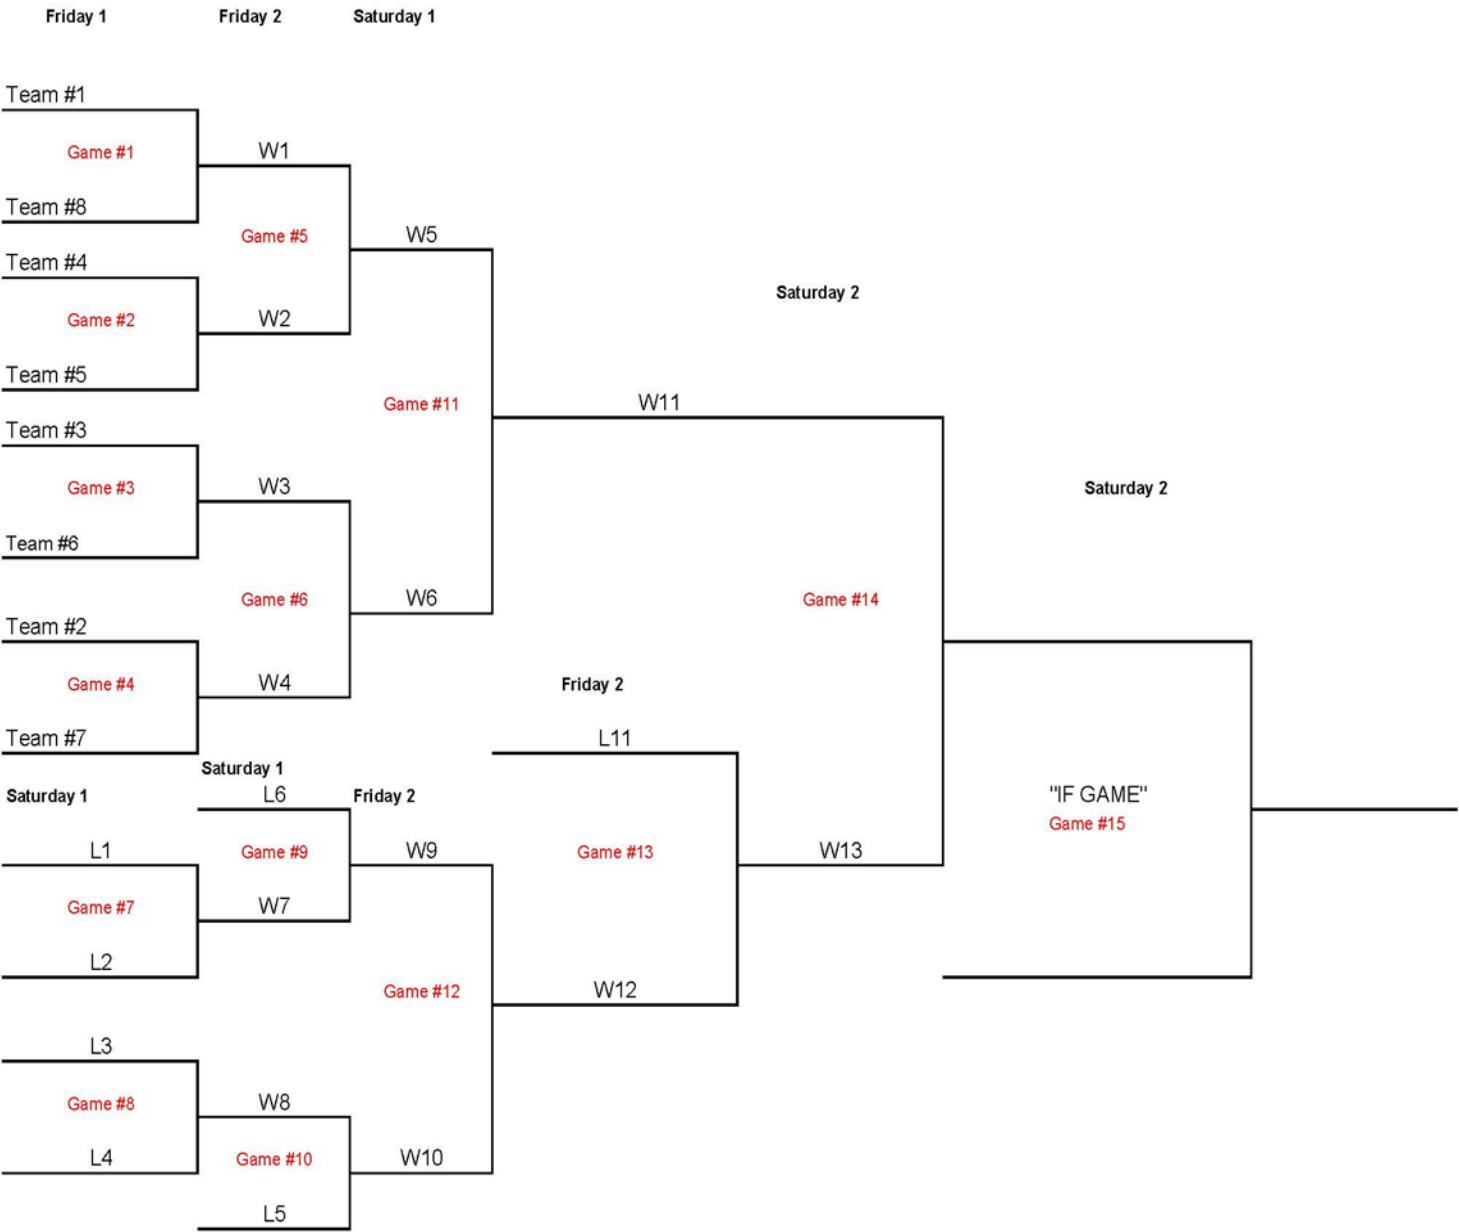 Friday 1
Friday 2
Saturday 1
Team #1
Game #1
W1
Team #8
Game #5
W5
Team #4
Saturday 2
Game #2
W2
Team #5
Game #11
W11
Team #3
Game #3
W3
Saturday 2
Team #6
Game #6
W6
Game #14
Team #2
Game #4
W4
Friday 2
Team #7
L11
Saturday 1
Saturday 1
L6
Friday 2
"IF GAME"
Game #15
L1
Game #9
W9
Game #13
W13
Game #7
W7
L2
Game #12
W12
L3
Game #8
W8
L4
Game #10
W10
L5